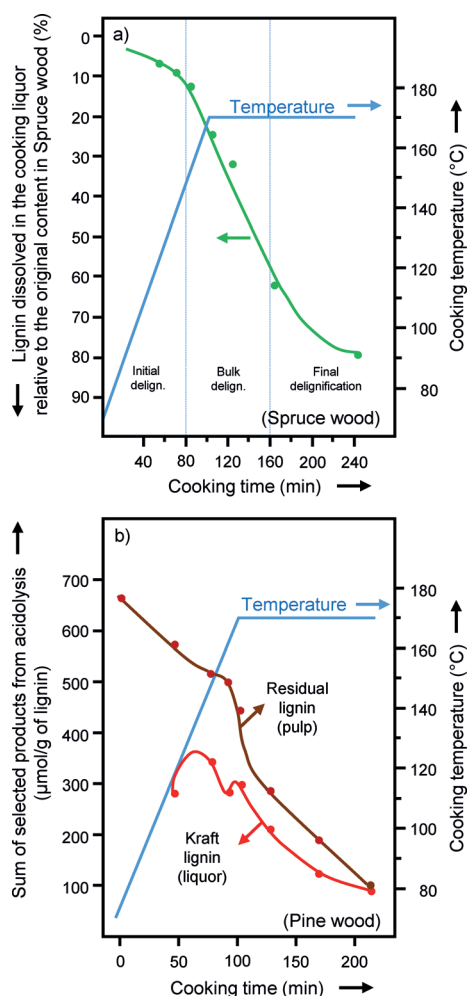 a)
Lignin dissolved in the cooking liquor
relative to the original content in Spruce wood (%)
0
10
20
30
40
50
60
70
80
90
Temperature
180
160
140
120
100
80
Cooking temperature (°C)
Initial
delign.
Bulk
delign.
Final
delignification
(Spruce wood)
40 80 120 160 200 240
Cooking time (min)
b)
Sum of selected products from acidolysis
(µmol/g of lignin)
700
600
500
400
300
200
100
Temperature
180
160
140
120
100
80
Cooking temperature (°C)
Residual
lignin
(pulp)
Kraft
lignin
(liquor)
(Pine wood)
0 50 100 150 200
Cooking time (min)